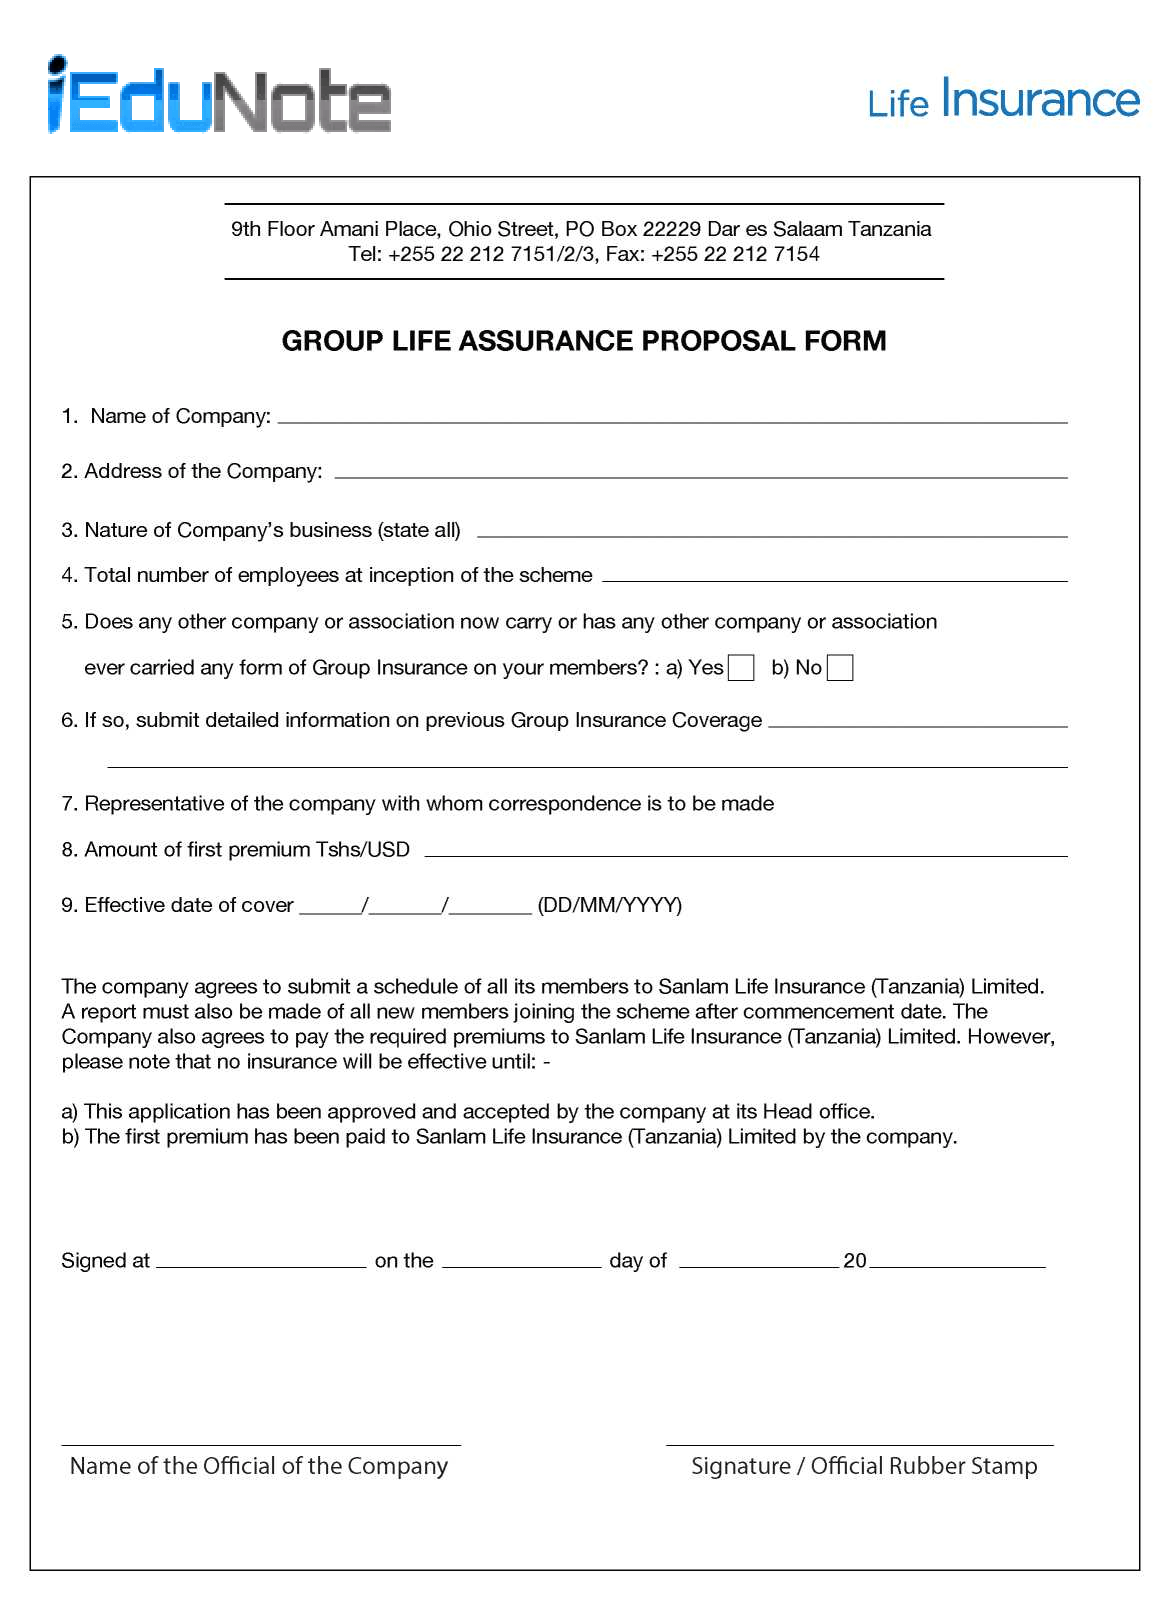 iEduNote
Life Insurance
9th Floor Amani Place, Ohio Street, PO Box 22229 Dar es Salaam Tanzania
Tel: +255 22 212 7151/2/3, Fax: +255 22 212 7154
GROUP LIFE ASSURANCE PROPOSAL FORM
1. Name of Company:
2. Address of the Company:
3. Nature of Company’s business (state all)
4. Total number of employees at inception of the scheme
5. Does any other company or association now carry or has any other company or association
ever carried any form of Group Insurance on your members? : a) Yes b) No
6. If so, submit detailed information on previous Group Insurance Coverage
7. Representative of the company with whom correspondence is to be made
8. Amount of first premium Tshs/USD
9. Effective date of cover ______/_______/________ (DD/MM/YYYY)
The company agrees to submit a schedule of all its members to Sanlam Life Insurance (Tanzania) Limited.
A report must also be made of all new members joining the scheme after commencement date. The
Company also agrees to pay the required premiums to Sanlam Life Insurance (Tanzania) Limited. However,
please note that no insurance will be effective until: -
a) This application has been approved and accepted by the company at its Head office.
b) The first premium has been paid to Sanlam Life Insurance (Tanzania) Limited by the company.
Signed at on the day of 20
Name of the Official of the Company
Signature / Official Rubber Stamp